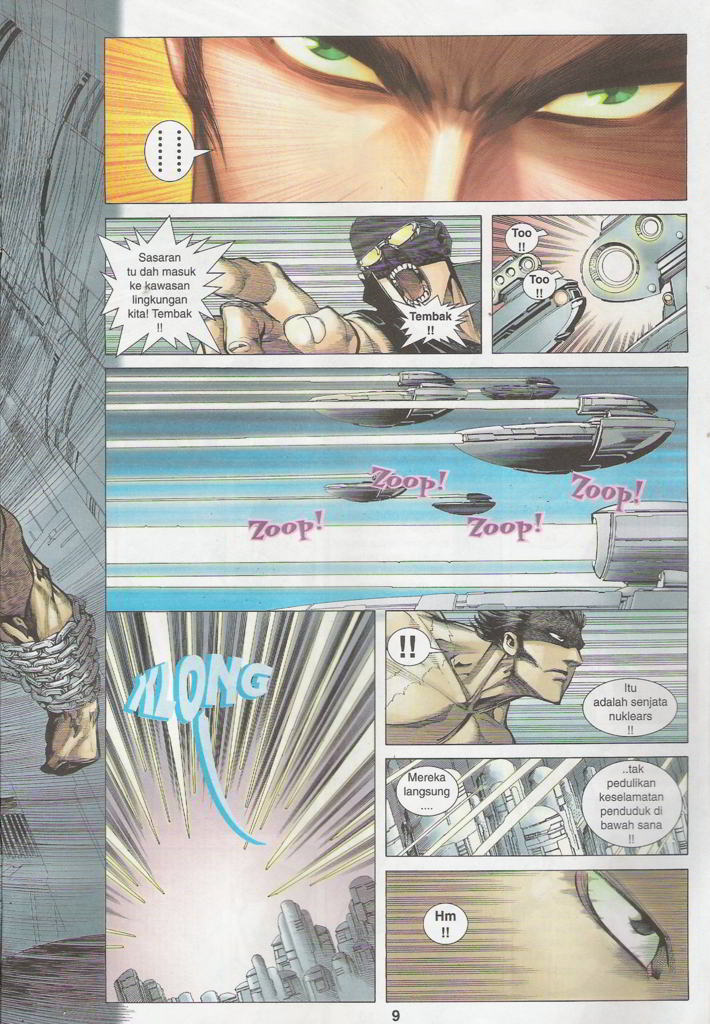 Sasaran
tu dah masuk
ke kawasan
lingkungan
kita! Tembak
!!
Tembak
!!
Too
!!
Too
!!
Zoop!
Zoop!
Zoop!
Zoop!
KLONG
!!
Itu
adalah senjata
nuklears
!!
Mereka
langsung
....
..tak
pedulikan
keselamatan
penduduk di
bawah sana
!!
Hm
!!
9